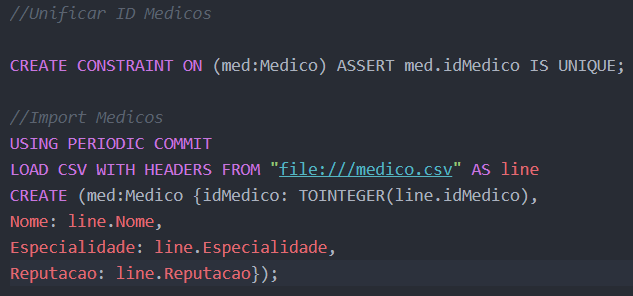 //Unificar ID Medicos
CREATE CONSTRAINT ON (med:Medico) ASSERT med.idMedico IS UNIQUE;
//Import Medicos
USING PERIODIC COMMIT
LOAD CSV WITH HEADERS FROM "file:///medico.csv" AS line
CREATE (med:Medico {idMedico: TOINTEGER(line.idMedico),
Nome: line.Nome,
Especialidade: line.Especialidade,
Reputacao: line.Reputacao});